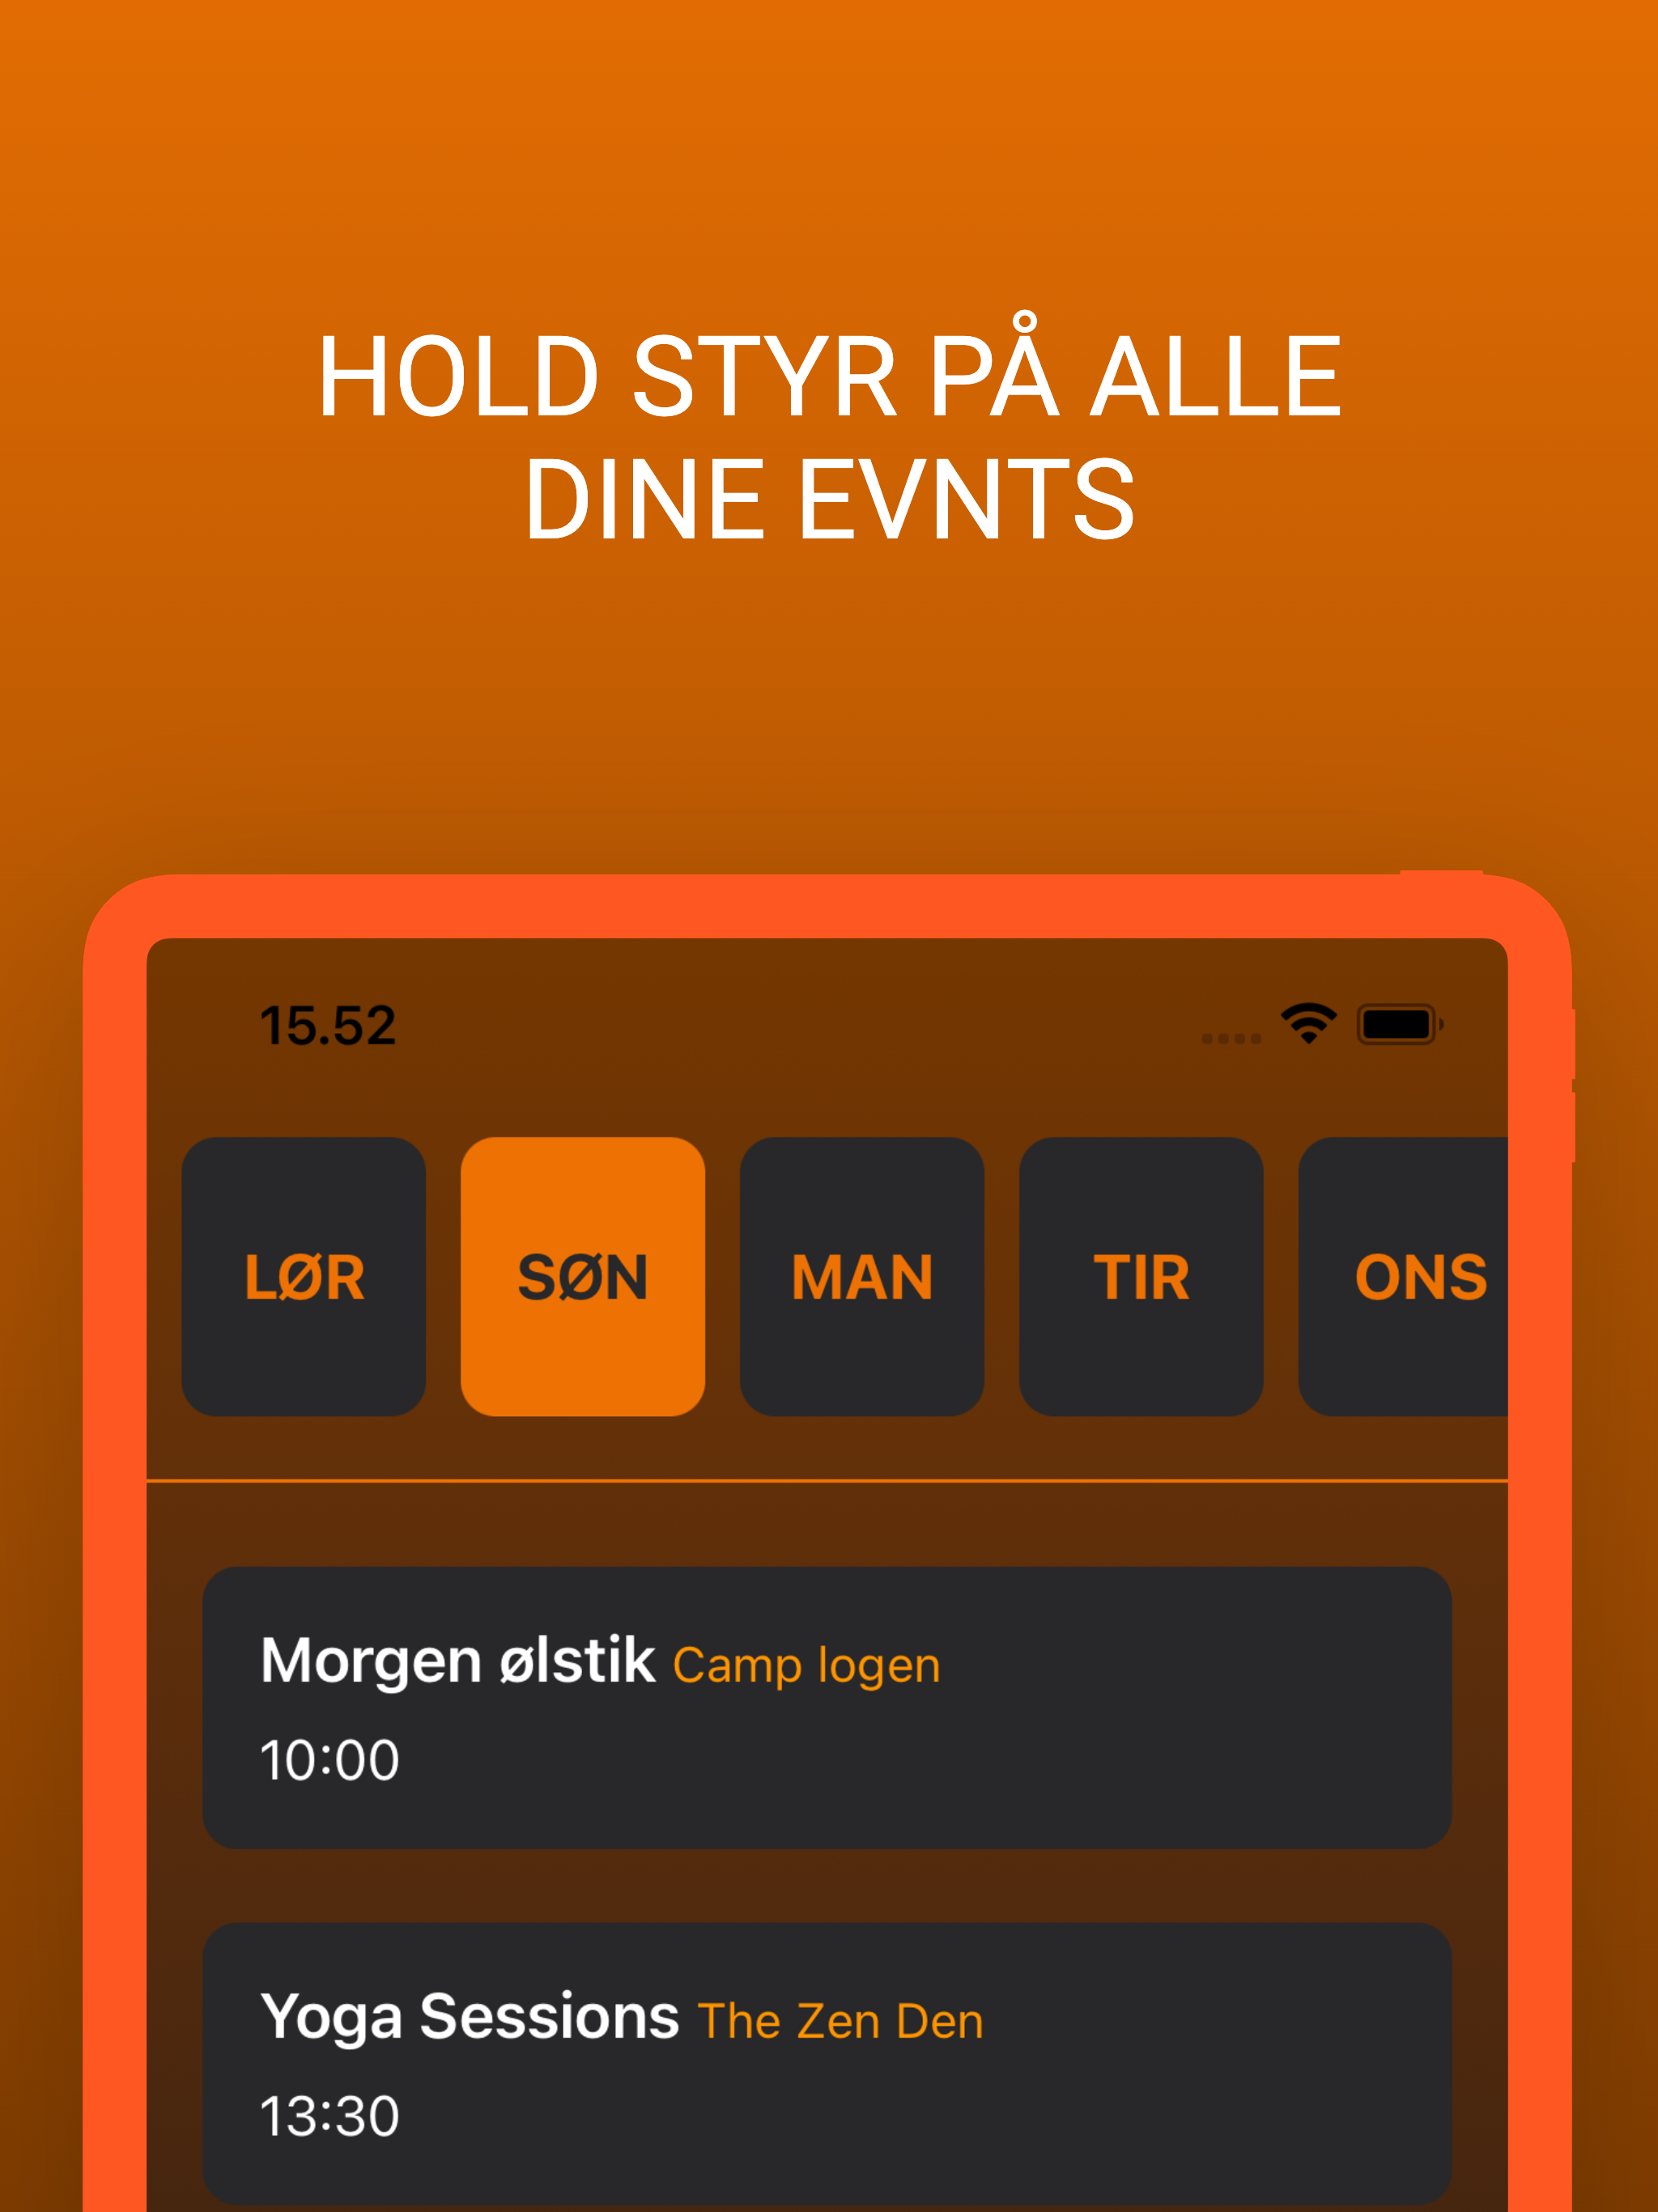 HOLD STYR PÅ ALLE
DINE EVNTS
15.52
LØR SØN MAN TIR ONS
Morgen ølstik Camp logen
10:00
Yoga Sessions The Zen Den
13:30